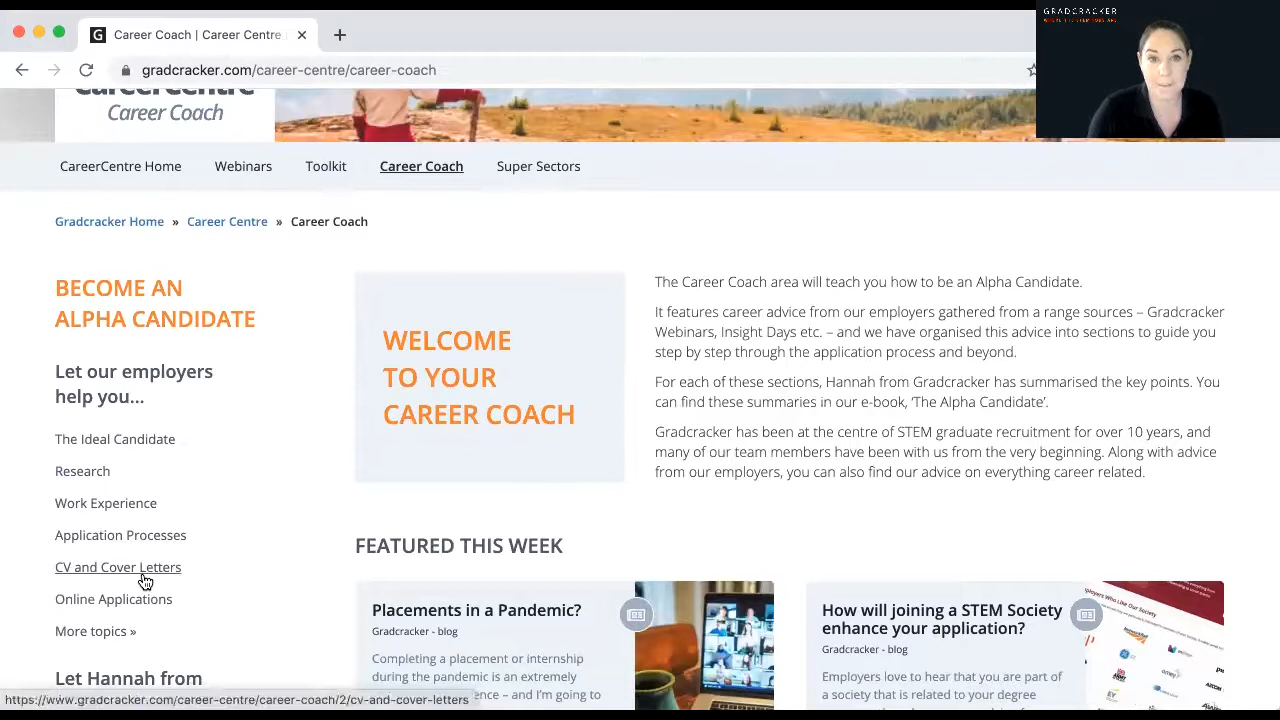 Career Coach | Career Centre
gradcracker.com/career-centre/career-coach
GRADCRACKER
CareerCentre
Career Coach
CareerCentre Home
Webinars
Toolkit
Career Coach
Super Sectors
Gradcracker Home » Career Centre » Career Coach
BECOME AN
ALPHA CANDIDATE
Let our employers
help you...
The Ideal Candidate
Research
Work Experience
Application Processes
CV and Cover Letters
Online Applications
More topics »
Let Hannah from
WELCOME
TO YOUR
CAREER COACH
The Career Coach area will teach you how to be an Alpha Candidate.
It features career advice from our employers gathered from a range sources – Gradcracker
Webinars, Insight Days etc. – and we have organised this advice into sections to guide you
step by step through the application process and beyond.
For each of these sections, Hannah from Gradcracker has summarised the key points. You
can find these summaries in our e-book, ‘The Alpha Candidate’.
Gradcracker has been at the centre of STEM graduate recruitment for over 10 years, and
many of our team members have been with us from the very beginning. Along with advice
from our employers, you can also find our advice on everything career related.
FEATURED THIS WEEK
Placements in a Pandemic?
Gradcracker - blog
Completing a placement or internship
during the pandemic is an extremely
ence – and I’m going to
How will joining a STEM Society
enhance your application?
Gradcracker - blog
Employers love to hear that you are part of
a society that is related to your degree
https://www.gradcracker.com/career-centre/career-coach/2/cv-and-cover-letters